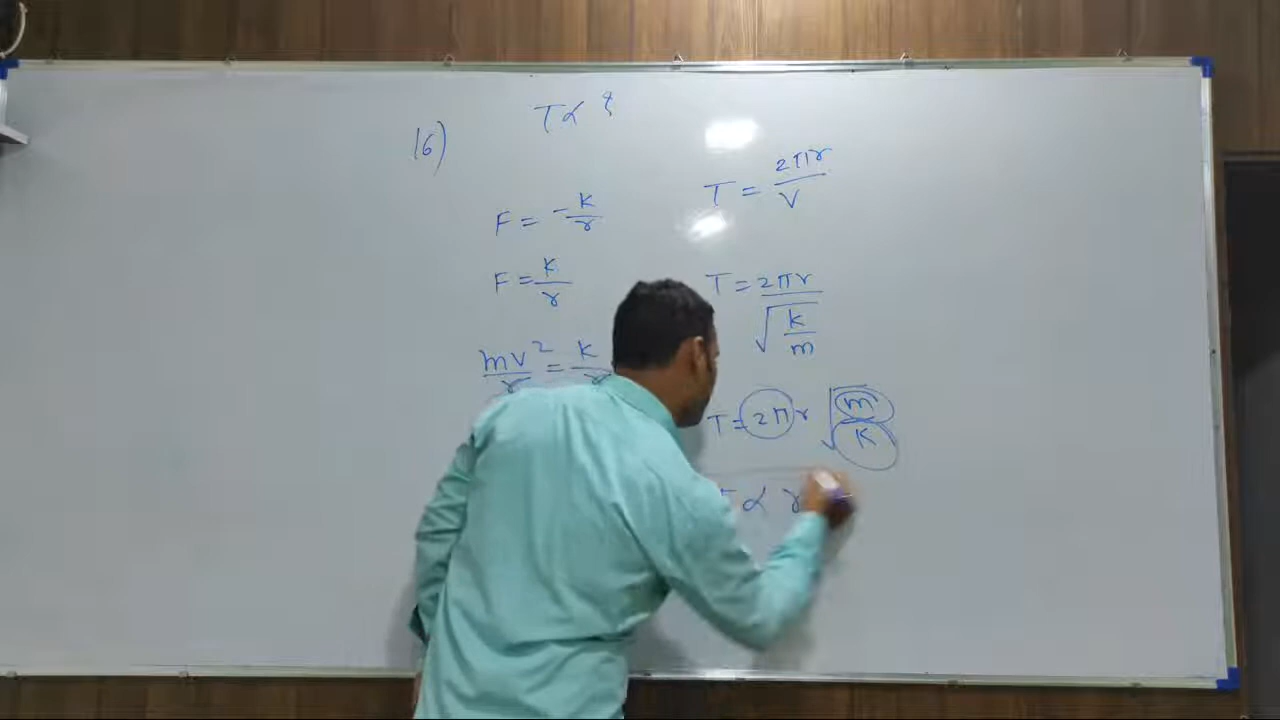 16)
T ∝
F = -K/r
F = K/r
mv²/r = K/r
T = 2πr/V
T = 2πr/√(K/m)
T = 2πr √(m/K)
∝ r